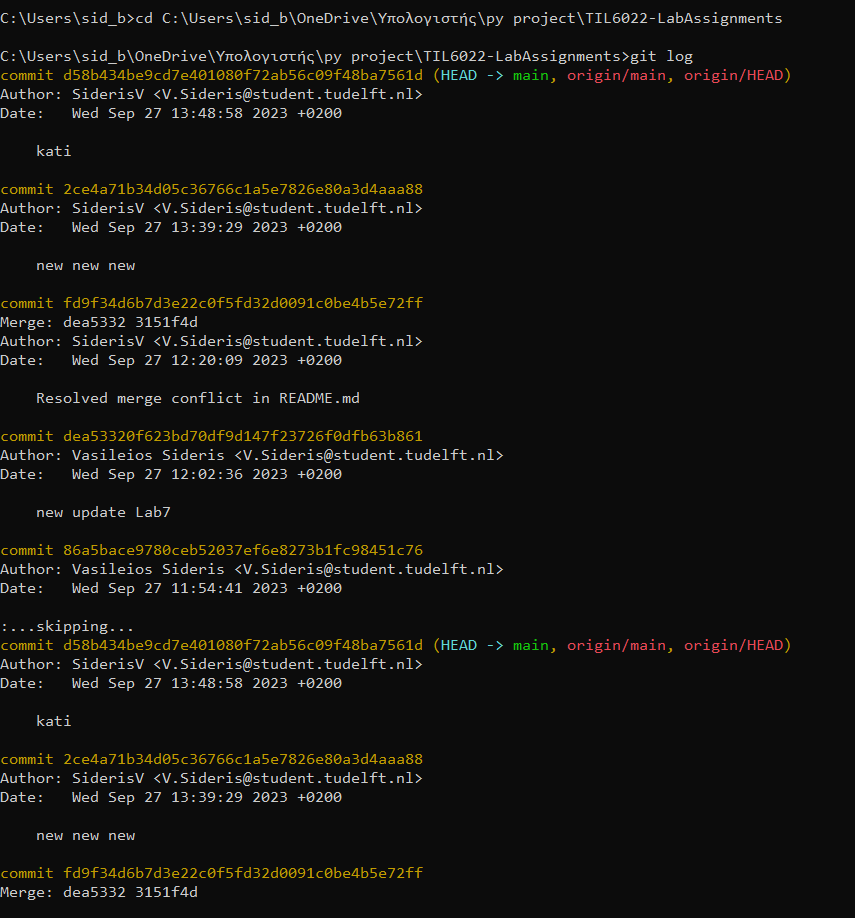 C:\Users\sid_b>cd C:\Users\sid_b\OneDrive\Υπολογιστής\py project\TIL6022-LabAssignments
C:\Users\sid_b\OneDrive\Υπολογιστής\py project\TIL6022-LabAssignments>git log
commit d58b434be9cd7e401080f72ab56c09f48ba7561d (HEAD -> main, origin/main, origin/HEAD)
Author: SiderisV <V.Sideris@student.tudelft.nl>
Date:   Wed Sep 27 13:48:58 2023 +0200
    kati
commit 2ce4a71b34d05c36766c1a5e7826e80a3d4aaa88
Author: SiderisV <V.Sideris@student.tudelft.nl>
Date:   Wed Sep 27 13:39:29 2023 +0200
    new new new
commit fd9f34d6b7d3e22c0f5fd32d0091c0be4b5e72ff
Merge: dea5332 3151f4d
Author: SiderisV <V.Sideris@student.tudelft.nl>
Date:   Wed Sep 27 12:20:09 2023 +0200
    Resolved merge conflict in README.md
commit dea53320f623bd70df9d147f23726f0dfb63b861
Author: Vasileios Sideris <V.Sideris@student.tudelft.nl>
Date:   Wed Sep 27 12:02:36 2023 +0200
    new update Lab7
commit 86a5bace9780ceb52037ef6e8273b1fc98451c76
Author: Vasileios Sideris <V.Sideris@student.tudelft.nl>
Date:   Wed Sep 27 11:54:41 2023 +0200
:...skipping...
commit d58b434be9cd7e401080f72ab56c09f48ba7561d (HEAD -> main, origin/main, origin/HEAD)
Author: SiderisV <V.Sideris@student.tudelft.nl>
Date:   Wed Sep 27 13:48:58 2023 +0200
    kati
commit 2ce4a71b34d05c36766c1a5e7826e80a3d4aaa88
Author: SiderisV <V.Sideris@student.tudelft.nl>
Date:   Wed Sep 27 13:39:29 2023 +0200
    new new new
commit fd9f34d6b7d3e22c0f5fd32d0091c0be4b5e72ff
Merge: dea5332 3151f4d